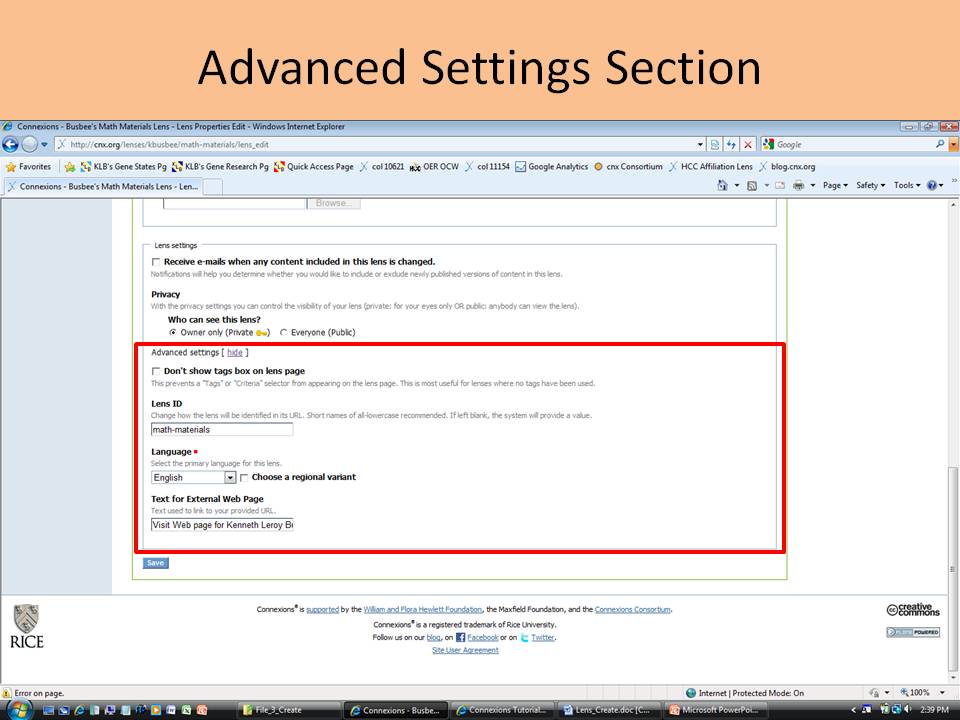 Advanced Settings Section
Connexions - Busbee's Math Materials Lens - Lens Properties Edit - Windows Internet Explorer
http://cnx.org/lenses/kbusbee/math-materials/lens_edit
Google
Favorites KLB's Gene States Pg KLB's Gene Research Pg Quick Access Page col 10621 OER OCW col 11154 Google Analytics cnx Consortium HCC Affiliation Lens blog.cnx.org
Connexions - Busbee's Math Materials Lens - Len...
Page Safety Tools
Browse...
Lens settings
Receive e-mails when any content included in this lens is changed.
Notifications will help you determine whether you would like to include or exclude newly published versions of content in this lens.
Privacy
With the privacy settings you can control the visibility of your lens (private: for your eyes only OR public: anybody can view the lens).
Who can see this lens?
Owner only (Private ) Everyone (Public)
Advanced settings [ hide ]
Don't show tags box on lens page
This prevents a "Tags" or "Criteria" selector from appearing on the lens page. This is most useful for lenses where no tags have been used.
Lens ID
Change how the lens will be identified in its URL. Short names of all-lowercase recommended. If left blank, the system will provide a value.
math-materials
Language
Select the primary language for this lens.
English Choose a regional variant
Text for External Web Page
Text used to link to your provided URL.
Visit Web page for Kenneth Leroy B
Save
Connexions® is supported by the William and Flora Hewlett Foundation, the Maxfield Foundation, and the Connexions Consortium.
Connexions® is a registered trademark of Rice University.
Follow us on our blog, on Facebook or on Twitter.
Site User Agreement
RICE
cc creative commons
POWERED
Error on page.
Internet | Protected Mode: On
100%
File_3_Create
Connexions - Busbe...
Connexions Tutorial...
Lens_Create.doc [C...
Microsoft PowerPoi...
2:39 PM